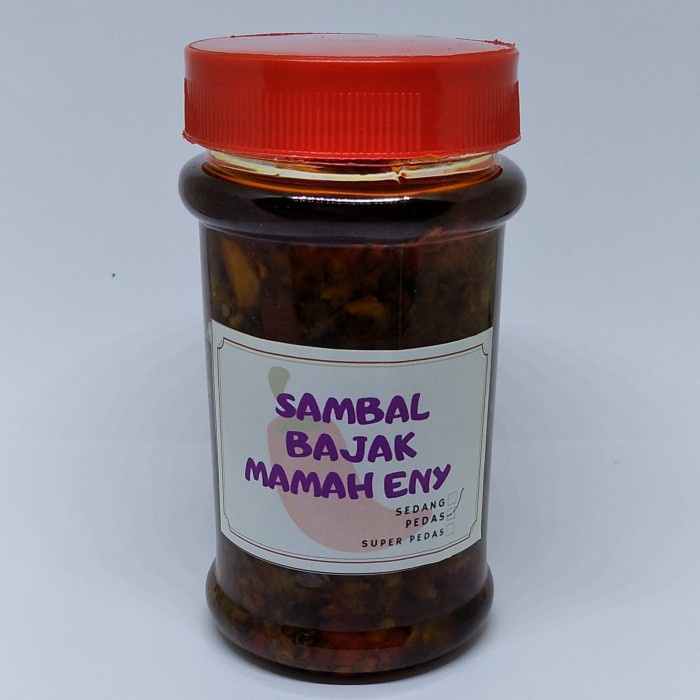 SAMBAL
BAJAK
MAMAH ENY
SEDANG
PEDAS
SUPER PEDAS